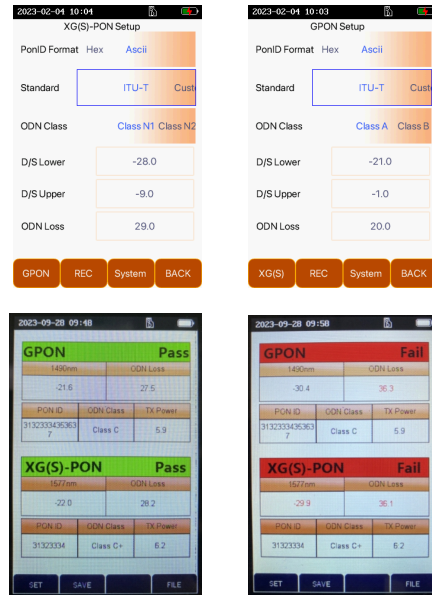 2023-02-04 10:04
XG(S)-PON Setup
PonID Format Hex Ascii
Standard ITU-T Cust
ODN Class Class N1 Class N2
D/S Lower -28.0
D/S Upper -9.0
ODN Loss 29.0
GPON REC System BACK
2023-02-04 10:03
GPON Setup
PonID Format Hex Ascii
Standard ITU-T Cust
ODN Class Class A Class B
D/S Lower -21.0
D/S Upper -1.0
ODN Loss 20.0
XG(S) REC System BACK
2023-09-28 09:48
GPON Pass
1490nm ODN Loss
-21.6 27.5
PON ID ODN Class TX Power
3132333435363
7 Class C 5.9
XG(S)-PON Pass
1577nm ODN Loss
-22.0 28.2
PON ID ODN Class TX Power
31323334 Class C+ 6.2
SET SAVE FILE
2023-09-28 09:58
GPON Fail
1490nm ODN Loss
-30.4 36.3
PON ID ODN Class TX Power
3132333435363
7 Class C 5.9
XG(S)-PON Fail
1577nm ODN Loss
-29.9 36.1
PON ID ODN Class TX Power
31323334 Class C+ 6.2
SET SAVE FILE